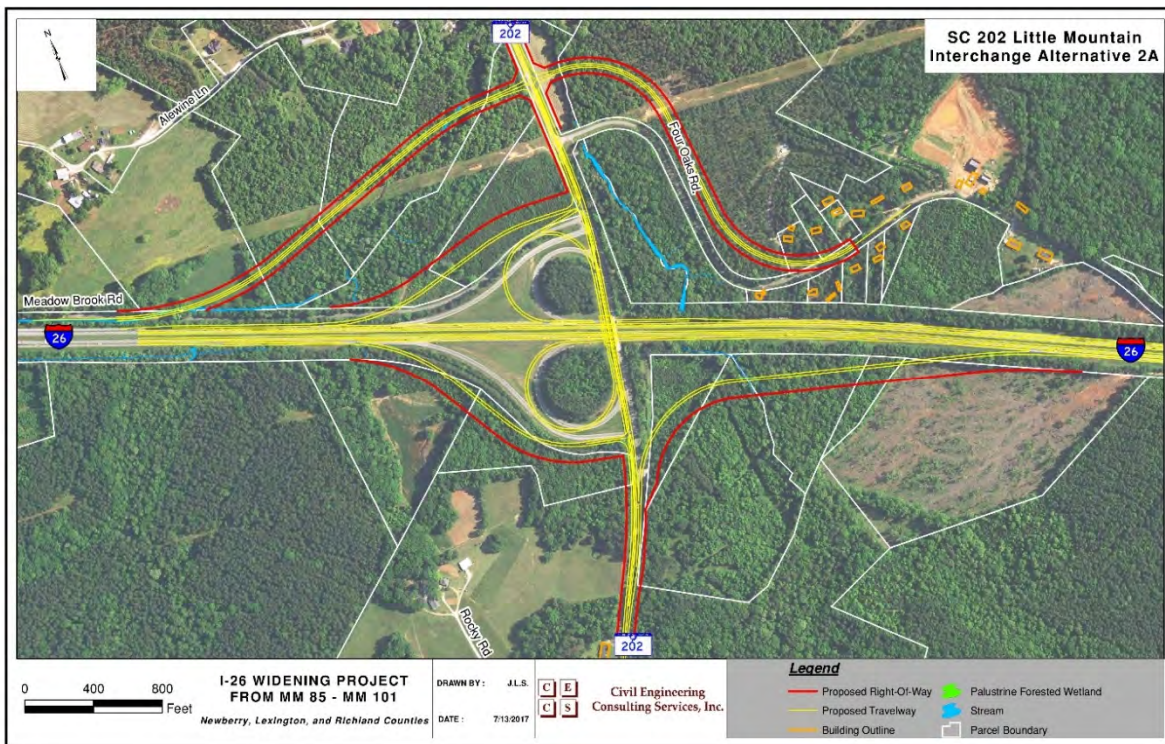 202
SC 202 Little Mountain
Interchange Alternative 2A
N
Alewine Ln
Four Oaks Rd.
Meadow Brook Rd
26
26
Rocky Rd
202
0 400 800
Feet
I-26 WIDENING PROJECT
FROM MM 85 - MM 101
Newberry, Lexington, and Richland Counties
DRAWN BY : J.L.S.
DATE : 7/13/2017
C E
C S
Civil Engineering
Consulting Services, Inc.
Legend
Proposed Right-Of-Way
Proposed Travelway
Building Outline
Palustrine Forested Wetland
Stream
Parcel Boundary